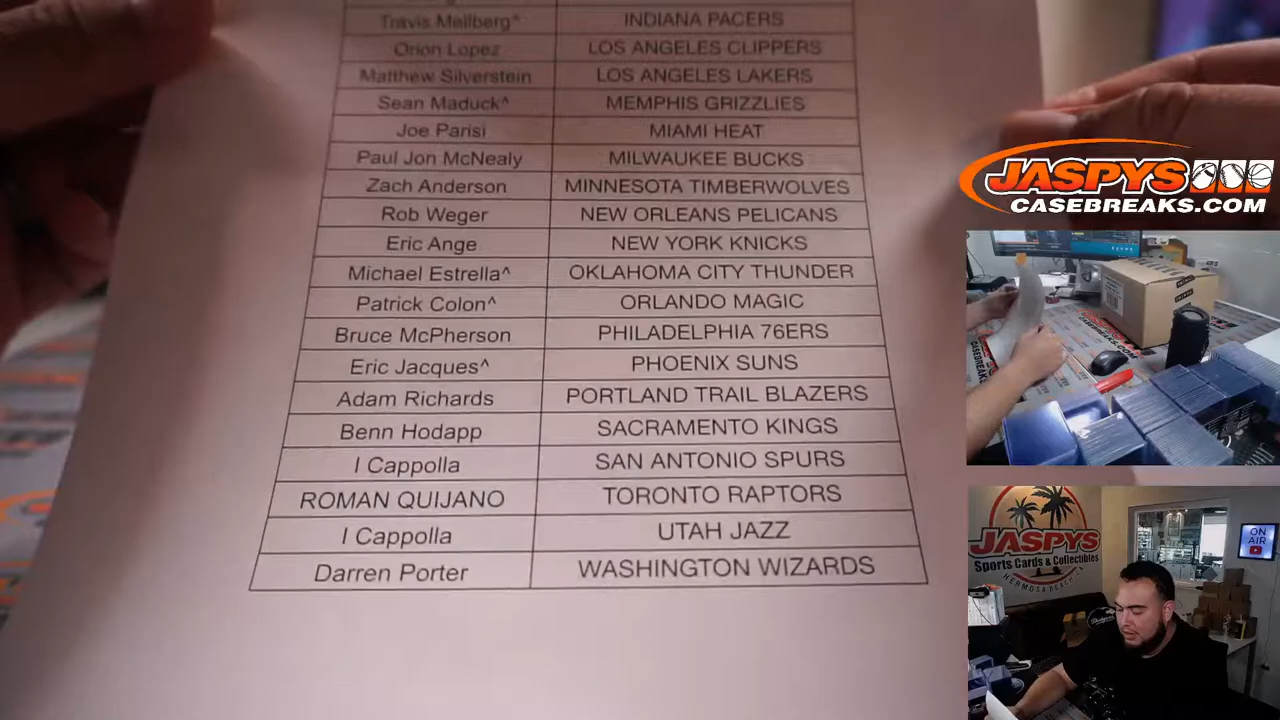 Travis Mellberg^ INDIANA PACERS
Orion Lopez LOS ANGELES CLIPPERS
Matthew Silverstein LOS ANGELES LAKERS
Sean Maduck^ MEMPHIS GRIZZLIES
Joe Parisi MIAMI HEAT
Paul Jon McNealy MILWAUKEE BUCKS
Zach Anderson MINNESOTA TIMBERWOLVES
Rob Weger NEW ORLEANS PELICANS
Eric Ange NEW YORK KNICKS
Michael Estrella^ OKLAHOMA CITY THUNDER
Patrick Colon^ ORLANDO MAGIC
Bruce McPherson PHILADELPHIA 76ERS
Eric Jacques^ PHOENIX SUNS
Adam Richards PORTLAND TRAIL BLAZERS
Benn Hodapp SACRAMENTO KINGS
I Cappolla SAN ANTONIO SPURS
ROMAN QUIJANO TORONTO RAPTORS
I Cappolla UTAH JAZZ
Darren Porter WASHINGTON WIZARDS
JASPYS
CASEBREAKS.COM
JASPYS
Sports Cards & Collectibles
HERMOSA BEACH, CA
ON
AIR